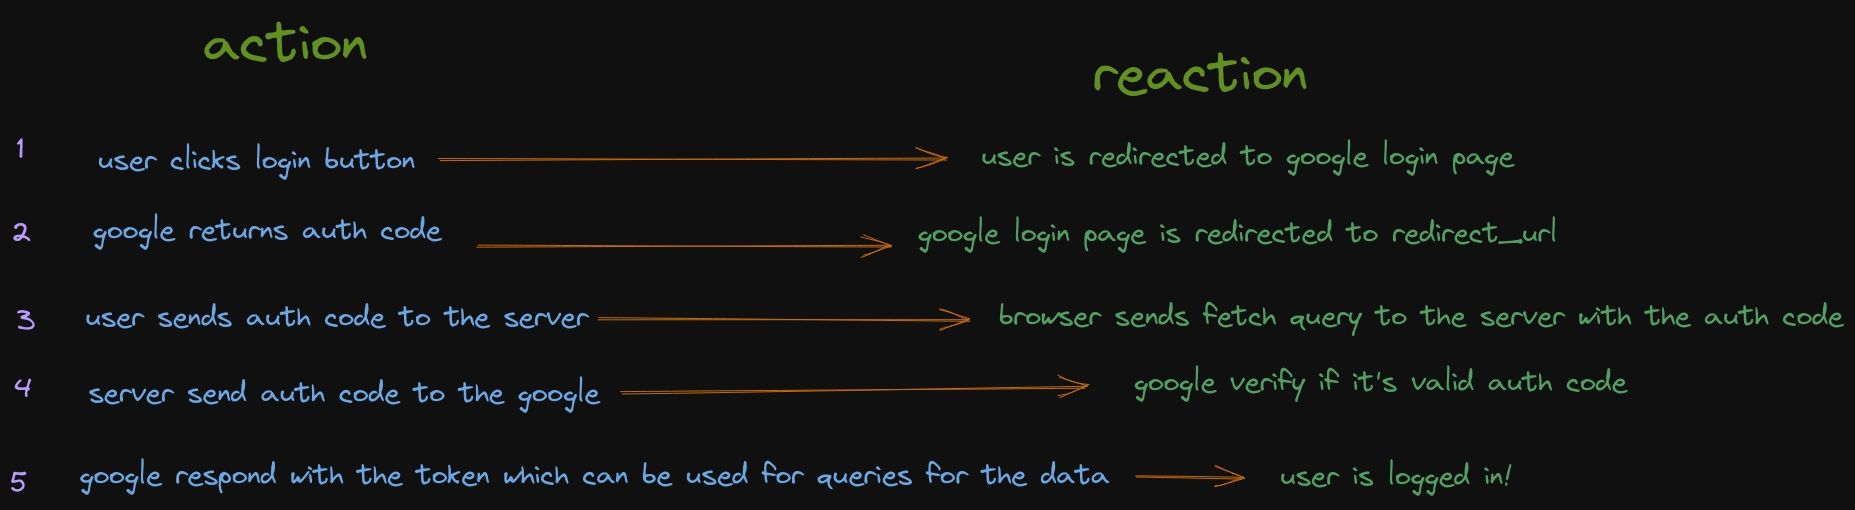 action
reaction
1 user clicks login button user is redirected to google login page
2 google returns auth code google login page is redirected to redirect_url
3 user sends auth code to the server browser sends fetch query to the server with the auth code
4 server send auth code to the google google verify if it's valid auth code
5 google respond with the token which can be used for queries for the data user is logged in!